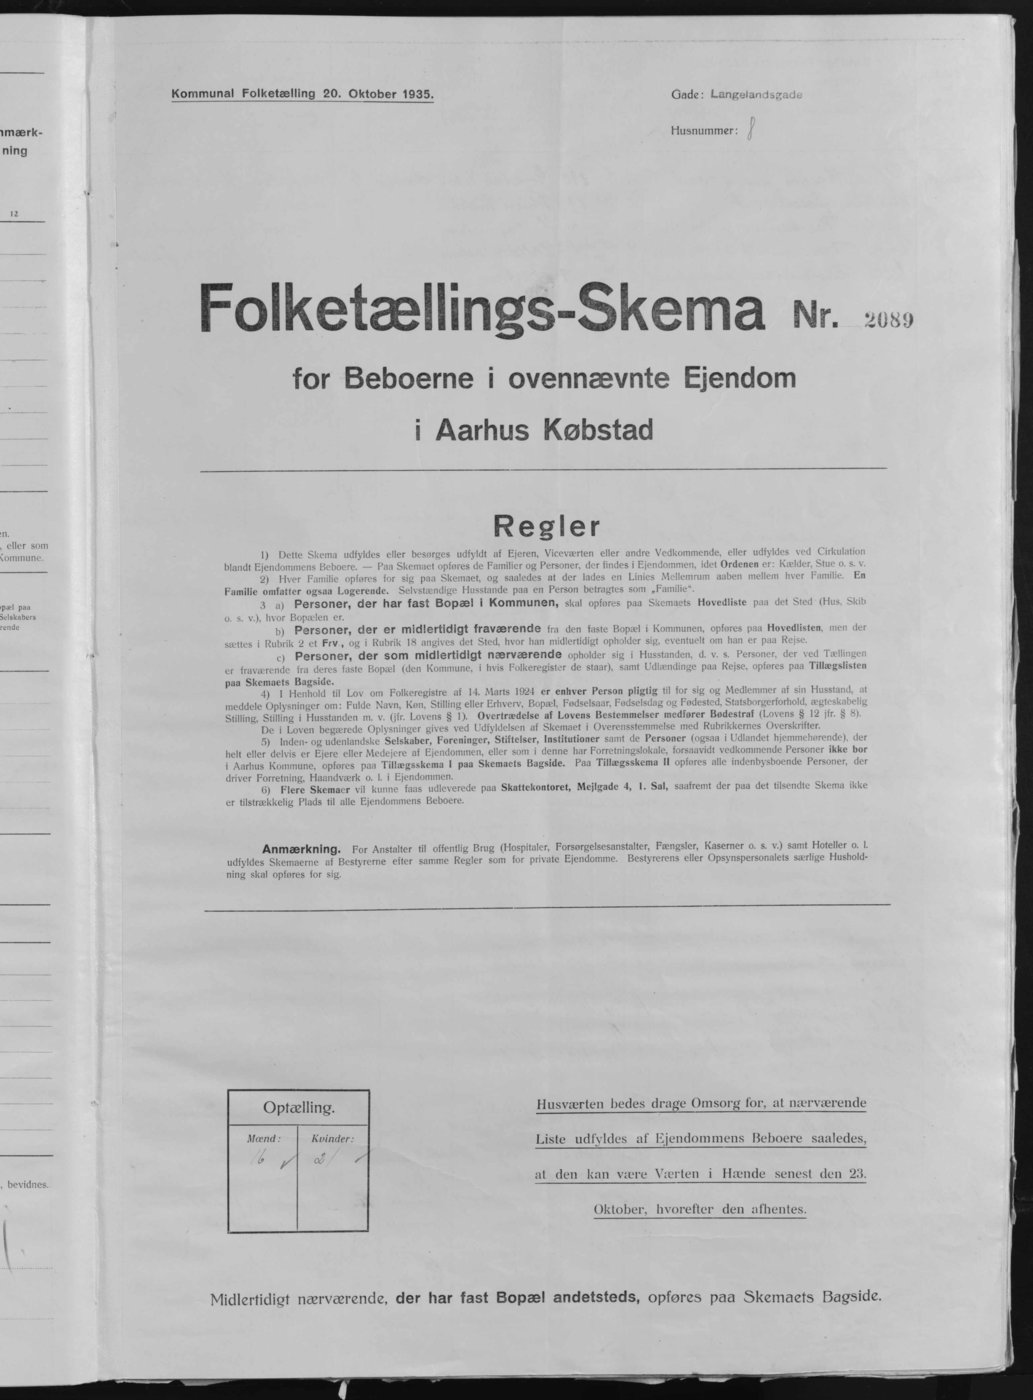 nmærk-
ning
12
en.
, eller som
Kommune.
opæl paa
Selskabers
rende
, bevidnes.
Kommunal Folketælling 20. Oktober 1935.
Gade: Langelandsgade
Husnummer: 8
Folketællings-Skema Nr. 2089
for Beboerne i ovennævnte Ejendom
i Aarhus Købstad
Regler
1) Dette Skema udfyldes eller besørges udfyldt af Ejeren, Viceværten eller andre Vedkommende, eller udfyldes ved Cirkulation
blandt Ejendommens Beboere. — Paa Skemaet opføres de Familier og Personer, der findes i Ejendommen, idet Ordenen er: Kælder, Stue o. s. v.
2) Hver Familie opføres for sig paa Skemaet, og saaledes at der lades en Linies Mellemrum aaben mellem hver Familie. En
Familie omfatter ogsaa Logerende. Selvstændige Husstande paa en Person betragtes som „Familie“.
3 a) Personer, der har fast Bopæl i Kommunen, skal opføres paa Skemaets Hovedliste paa det Sted (Hus, Skib
o. s. v.), hvor Bopælen er.
b) Personer, der er midlertidigt fraværende fra den faste Bopæl i Kommunen, opføres paa Hovedlisten, men der
sættes i Rubrik 2 et Frv., og i Rubrik 18 angives det Sted, hvor han midlertidigt opholder sig, eventuelt om han er paa Rejse.
c) Personer, der som midlertidigt nærværende opholder sig i Husstanden, d. v. s. Personer, der ved Tællingen
er fraværende fra deres faste Bopæl (den Kommune, i hvis Folkeregister de staar), samt Udlændinge paa Rejse, opføres paa Tillægslisten
paa Skemaets Bagside.
4) I Henhold til Lov om Folkeregistre af 14. Marts 1924 er enhver Person pligtig til for sig og Medlemmer af sin Husstand, at
meddele Oplysninger om: Fulde Navn, Køn, Stilling eller Erhverv, Bopæl, Fødselsaar, Fødselsdag og Fødested, Statsborgerforhold, ægteskabelig
Stilling, Stilling i Husstanden m. v. (jfr. Lovens § 1). Overtrædelse af Lovens Bestemmelser medfører Bødestraf (Lovens § 12 jfr. § 8).
De i Loven begærede Oplysninger gives ved Udfyldelsen af Skemaet i Overensstemmelse med Rubrikkernes Overskrifter.
5) Inden- og udenlandske Selskaber, Foreninger, Stiftelser, Institutioner samt de Personer (ogsaa i Udlandet hjemmehørende), der
helt eller delvis er Ejere eller Medejere af Ejendommen, eller som i denne har Forretningslokale, forsaavidt vedkommende Personer ikke bor
i Aarhus Kommune, opføres paa Tillægsskema I paa Skemaets Bagside. Paa Tillægsskema II opføres alle indenbysboende Personer, der
driver Forretning, Haandværk o. l. i Ejendommen.
6) Flere Skemaer vil kunne faas udleverede paa Skattekontoret, Mejlgade 4, 1. Sal, saafremt der paa det tilsendte Skema ikke
er tilstrækkelig Plads til alle Ejendommens Beboere.
Anmærkning. For Anstalter til offentlig Brug (Hospitaler, Forsørgelsesanstalter, Fængsler, Kaserner o. s. v.) samt Hoteller o. l.
udfyldes Skemaerne af Bestyrerne efter samme Regler som for private Ejendomme. Bestyrerens eller Opsynspersonalets særlige Hushold-
ning skal opføres for sig.
Optælling.
Mænd: Kvinder:
16 ✓ 21 ✓
Husværten bedes drage Omsorg for, at nærværende
Liste udfyldes af Ejendommens Beboere saaledes,
at den kan være Værten i Hænde senest den 23.
Oktober, hvorefter den afhentes.
Midlertidigt nærværende, der har fast Bopæl andetsteds, opføres paa Skemaets Bagside.